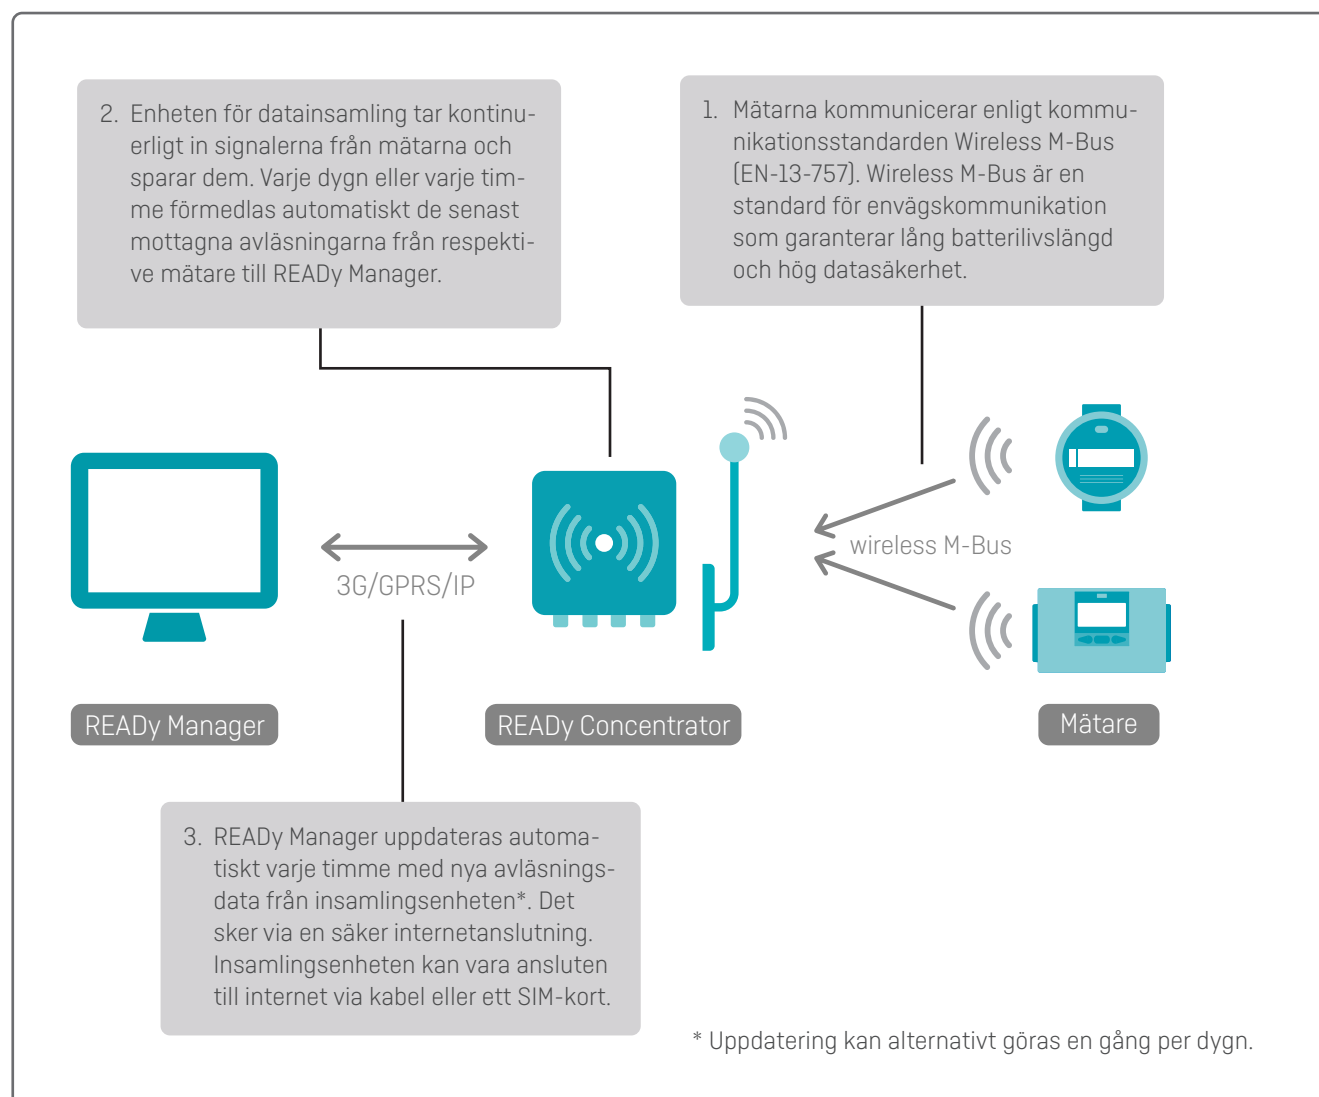 2. Enheten för datainsamling tar kontinu-
erligt in signalerna från mätarna och
sparar dem. Varje dygn eller varje tim-
me förmedlas automatiskt de senast
mottagna avläsningarna från respekti-
ve mätare till READy Manager.
1. Mätarna kommunicerar enligt kommu-
nikationsstandarden Wireless M-Bus
(EN-13-757). Wireless M-Bus är en
standard för envägskommunikation
som garanterar lång batterilivslängd
och hög datasäkerhet.
3G/GPRS/IP
wireless M-Bus
READy Manager
READy Concentrator
Mätare
3. READy Manager uppdateras automa-
tiskt varje timme med nya avläsnings-
data från insamlingsenheten*. Det
sker via en säker internetanslutning.
Insamlingsenheten kan vara ansluten
till internet via kabel eller ett SIM-kort.
* Uppdatering kan alternativt göras en gång per dygn.